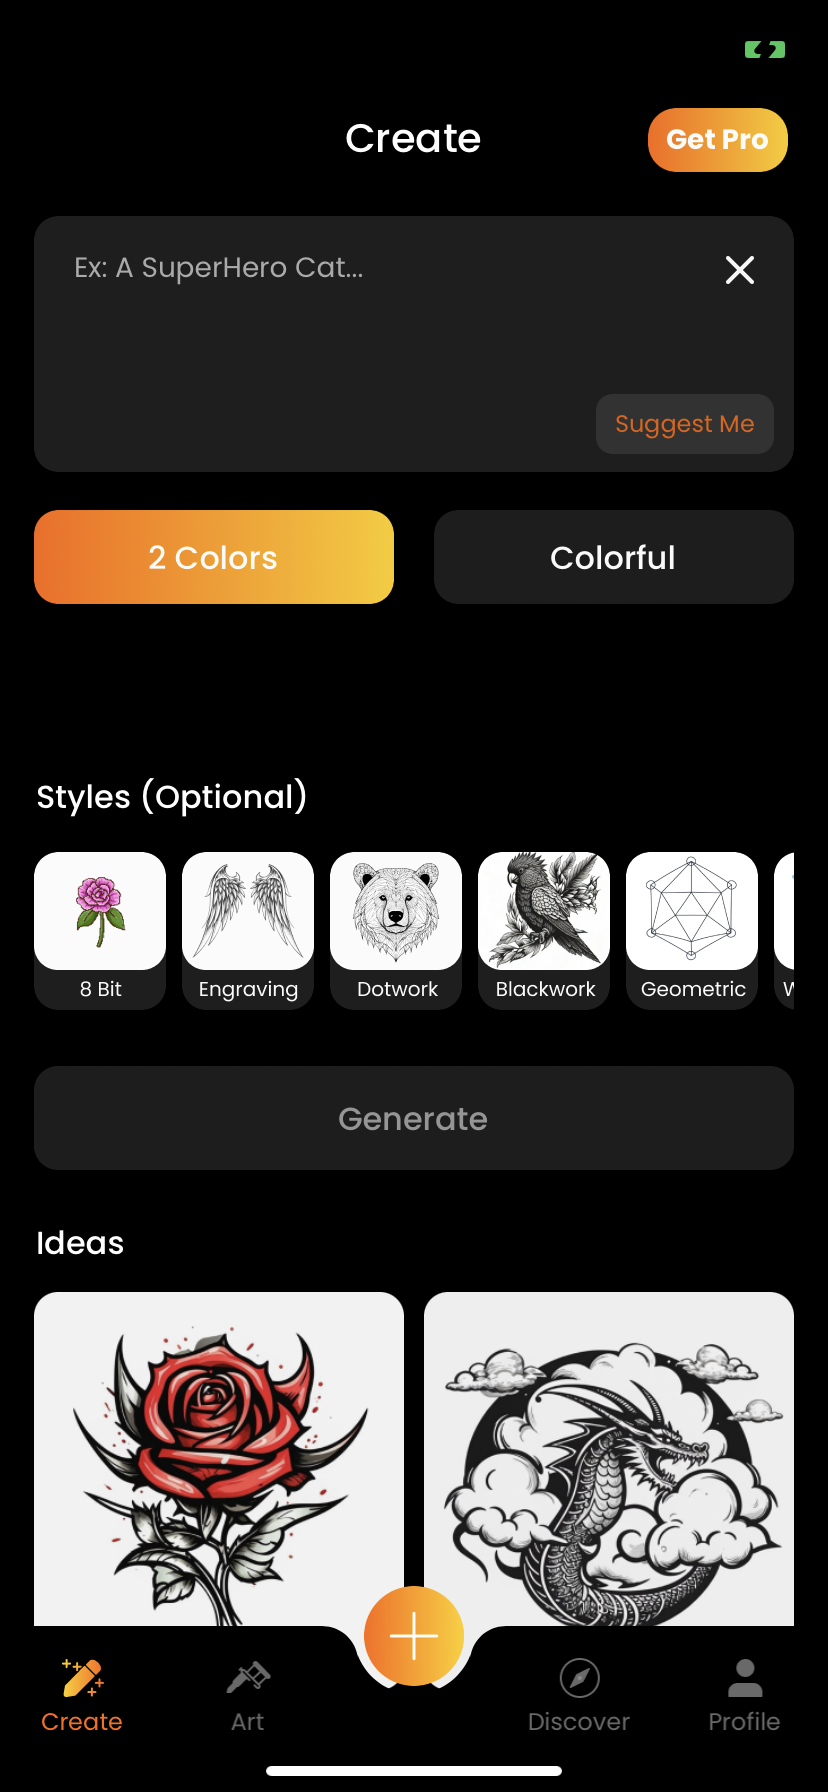 Create
Get Pro
Ex: A SuperHero Cat...
Suggest Me
2 Colors
Colorful
Styles (Optional)
8 Bit
Engraving
Dotwork
Blackwork
Geometric
Generate
Ideas
Create
Art
Discover
Profile